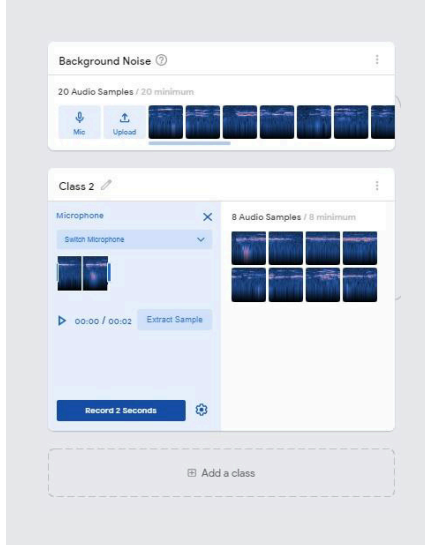 Background Noise
20 Audio Samples / 20 minimum
Mic
Upload
Class 2
Microphone
Switch Microphone
00:00 / 00:02
Extract Sample
Record 2 Seconds
8 Audio Samples / 8 minimum
Add a class